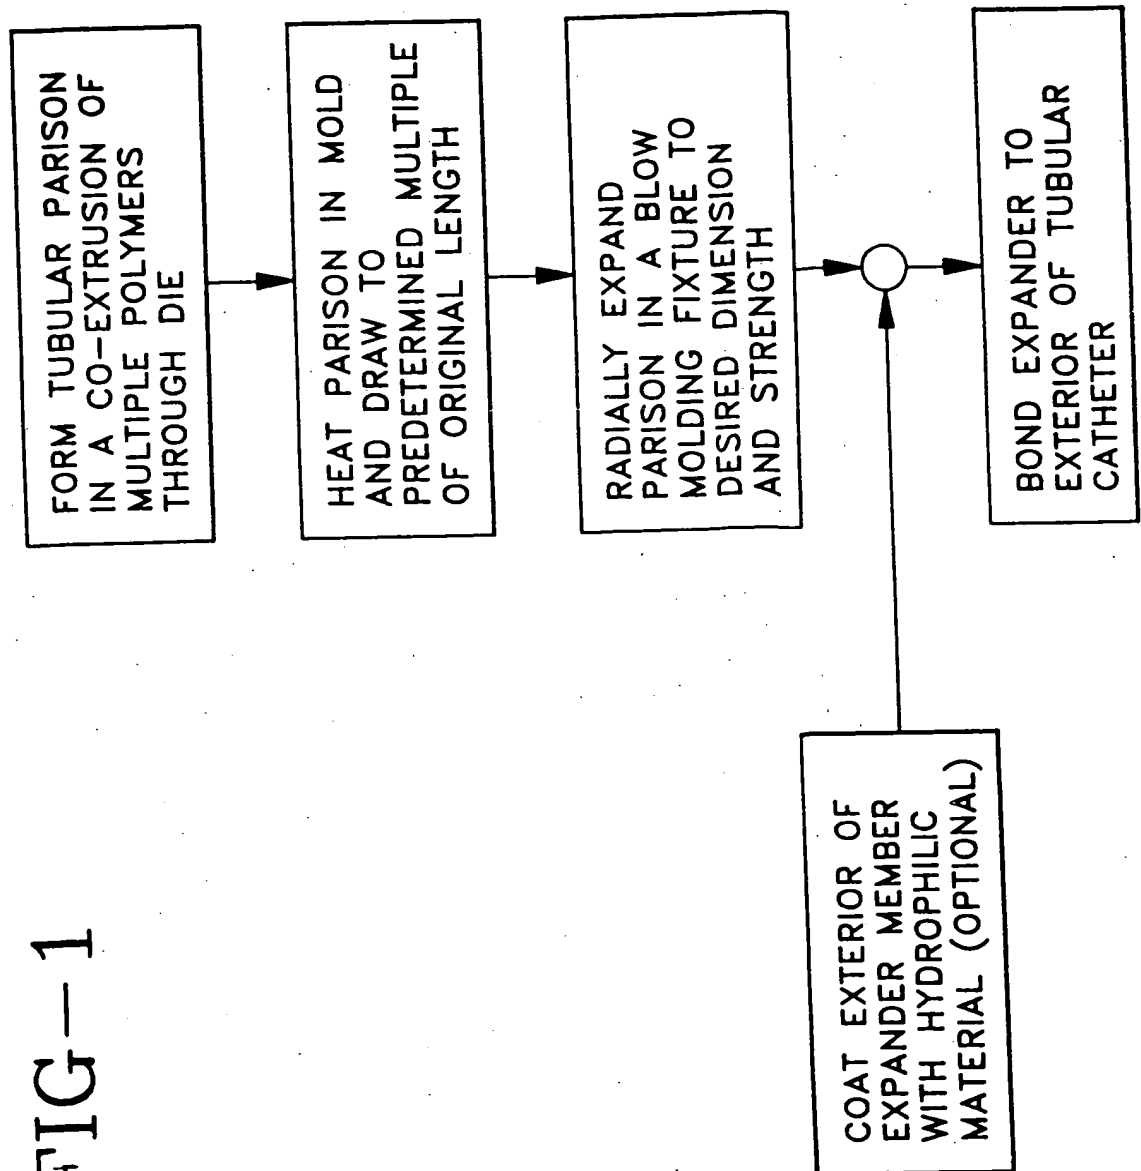 FIG-1
FORM TUBULAR PARISON
IN A CO-EXTRUSION OF
MULTIPLE POLYMERS
THROUGH DIE
HEAT PARISON IN MOLD
AND DRAW TO
PREDETERMINED MULTIPLE
OF ORIGINAL LENGTH
RADIALLY EXPAND
PARISON IN A BLOW
MOLDING FIXTURE TO
DESIRED DIMENSION
AND STRENGTH
COAT EXTERIOR OF
EXPANDER MEMBER
WITH HYDROPHILIC
MATERIAL (OPTIONAL)
BOND EXPANDER TO
EXTERIOR OF TUBULAR
CATHETER